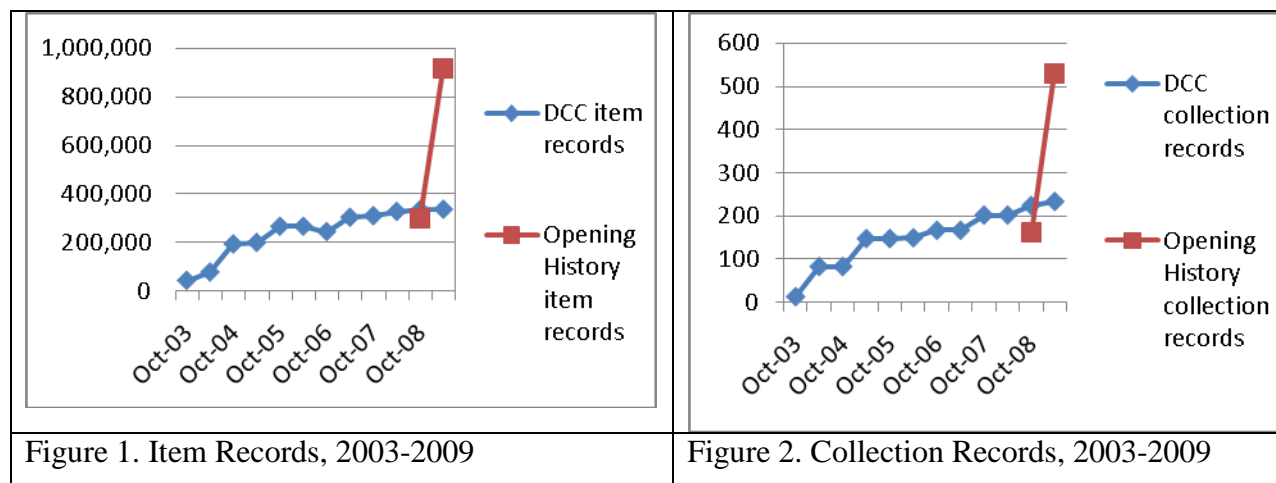 1,000,000
800,000
600,000
400,000
200,000
0
Oct-03
Oct-04
Oct-05
Oct-06
Oct-07
Oct-08
DCC item
records
Opening
History
item
records
Figure 1. Item Records, 2003-2009
600
500
400
300
200
100
0
Oct-03
Oct-04
Oct-05
Oct-06
Oct-07
Oct-08
DCC
collection
records
Opening
History
collection
records
Figure 2. Collection Records, 2003-2009